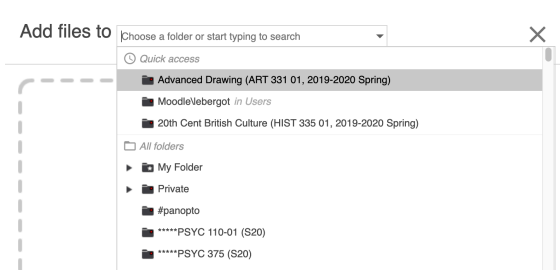 Add files to
Choose a folder or start typing to search
Quick access
Advanced Drawing (ART 331 01, 2019-2020 Spring)
Moodle\lebergot in Users
20th Cent British Culture (HIST 335 01, 2019-2020 Spring)
All folders
My Folder
Private
#panopto
*****PSYC 110-01 (S20)
*****PSYC 375 (S20)